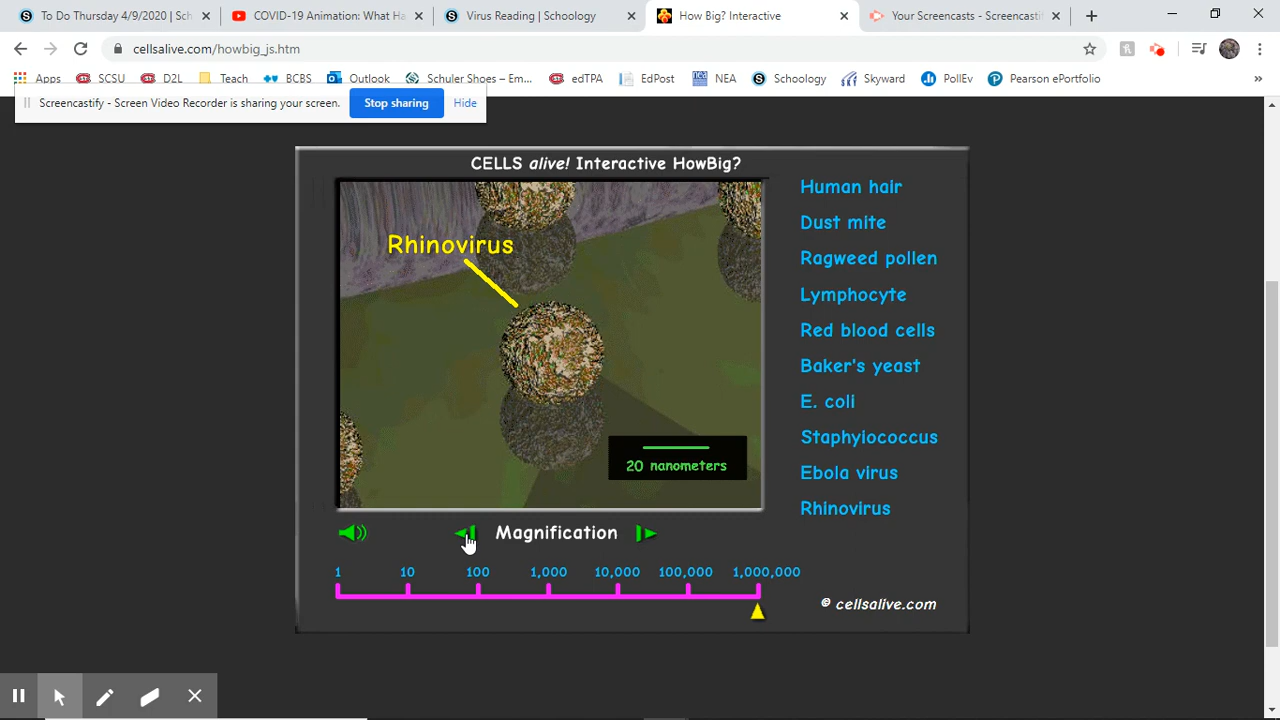 To Do Thursday 4/9/2020 | Sch
COVID-19 Animation: What Ha
Virus Reading | Schoology
How Big? Interactive
Your Screencasts - Screencastif
cellsalive.com/howbig_js.htm
Apps SCSU D2L Teach BCBS Outlook Schuler Shoes – Em... edTPA EdPost NEA Schoology Skyward PollEv Pearson ePortfolio
Screencastify - Screen Video Recorder is sharing your screen. Stop sharing Hide
CELLS alive! Interactive HowBig?
Rhinovirus
20 nanometers
Human hair
Dust mite
Ragweed pollen
Lymphocyte
Red blood cells
Baker's yeast
E. coli
Staphyiococcus
Ebola virus
Rhinovirus
Magnification
1 10 100 1,000 10,000 100,000 1,000,000
© cellsalive.com